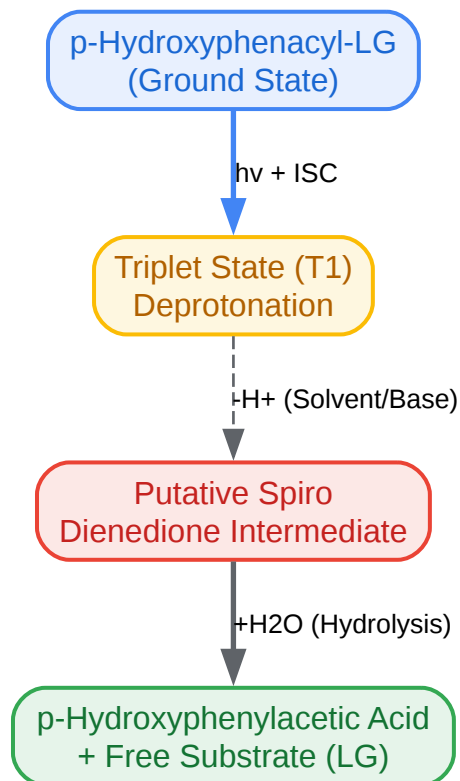 p-Hydroxyphenacyl-LG
(Ground State)
hv + ISC
Triplet State (T1)
Deprotonation
-H+ (Solvent/Base)
Putative Spiro
Dienedione Intermediate
+H2O (Hydrolysis)
p-Hydroxyphenylacetic Acid
+ Free Substrate (LG)